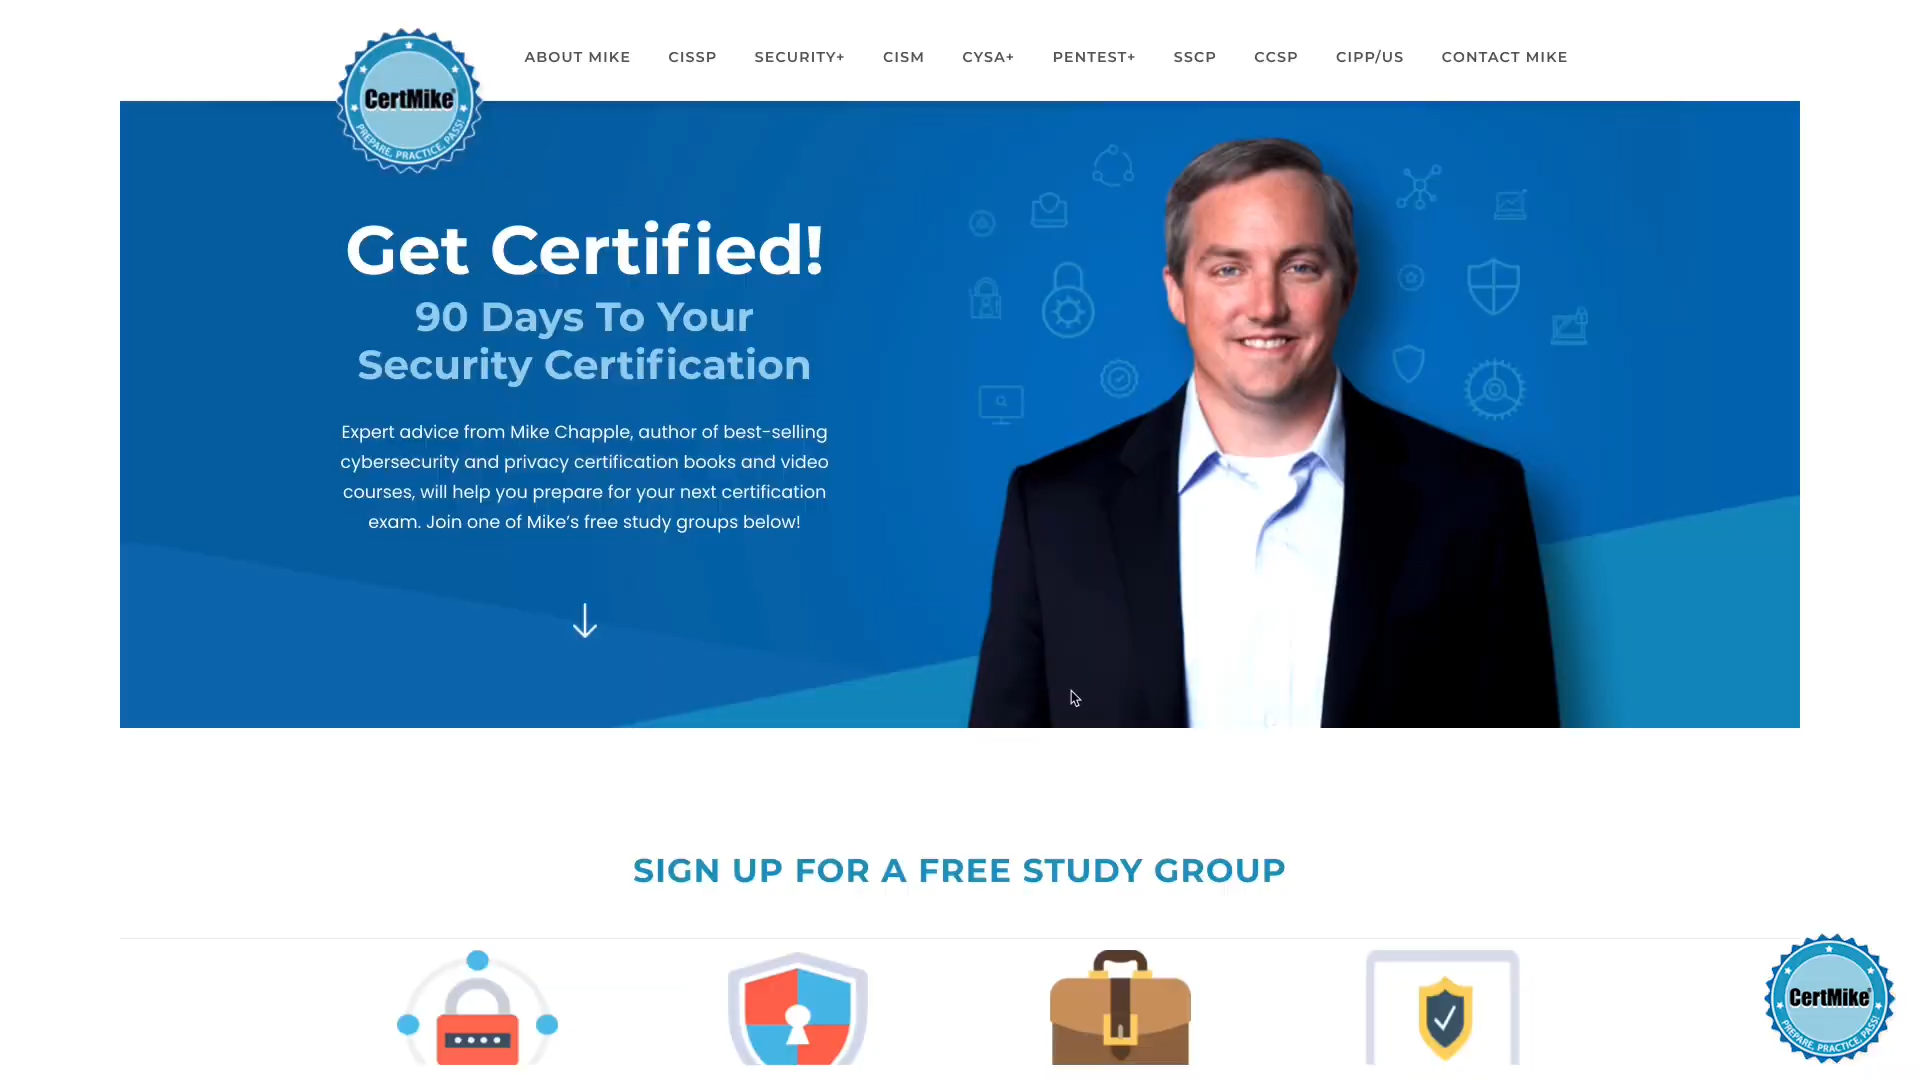 CertMike®
PREPARE. PRACTICE. PASS!
ABOUT MIKE
CISSP
SECURITY+
CISM
CYSA+
PENTEST+
SSCP
CCSP
CIPP/US
CONTACT MIKE
Get Certified!
90 Days To Your
Security Certification
Expert advice from Mike Chapple, author of best-selling
cybersecurity and privacy certification books and video
courses, will help you prepare for your next certification
exam. Join one of Mike's free study groups below!
SIGN UP FOR A FREE STUDY GROUP
CertMike®
PREPARE. PRACTICE. PASS!